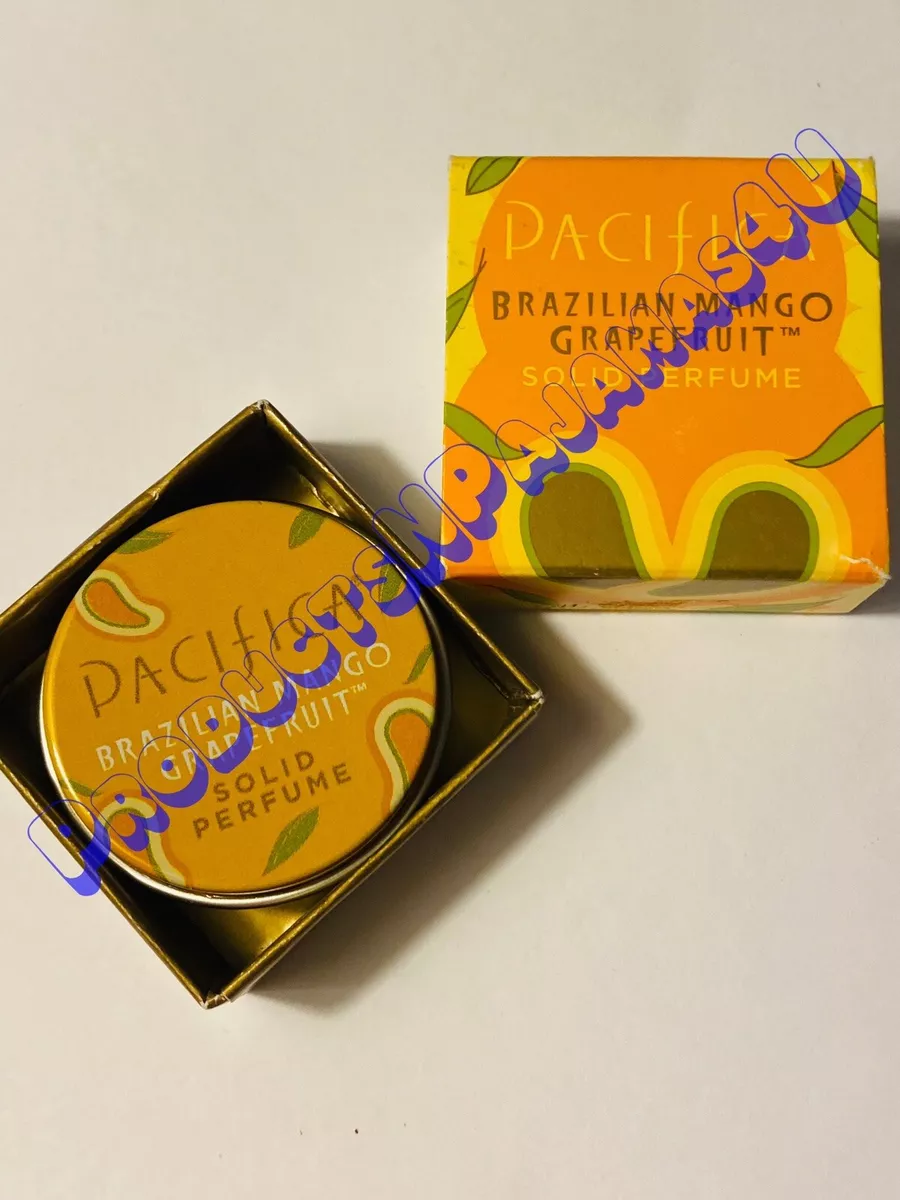 PACIFICA
BRAZILIAN MANGO
GRAPEFRUIT™
SOLID PERFUME
PACIFICA
BRAZILIAN MANGO
GRAPEFRUIT™
SOLID
PERFUME
PRODUCTSNPAJAMAS4U